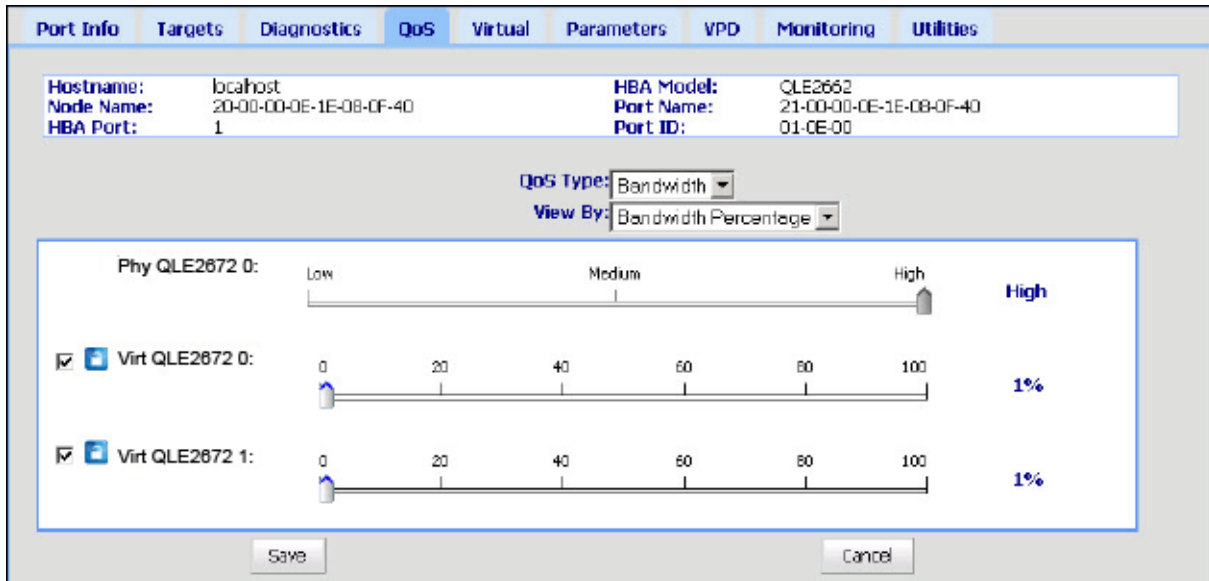 Port Info Targets Diagnostics QoS Virtual Parameters VPD Monitoring Utilities
Hostname: localhost HBA Model: QLE2662
Node Name: 20-00-00-0E-1E-08-0F-40 Port Name: 21-00-00-0E-1E-08-0F-40
HBA Port: 1 Port ID: 01-0E-00
QoS Type: Bandwidth
View By: Bandwidth Percentage
Phy QLE2672 0: Low Medium High High
Virt QLE2672 0: 0 20 40 60 80 100 1%
Virt QLE2672 1: 0 20 40 60 80 100 1%
Save Cancel